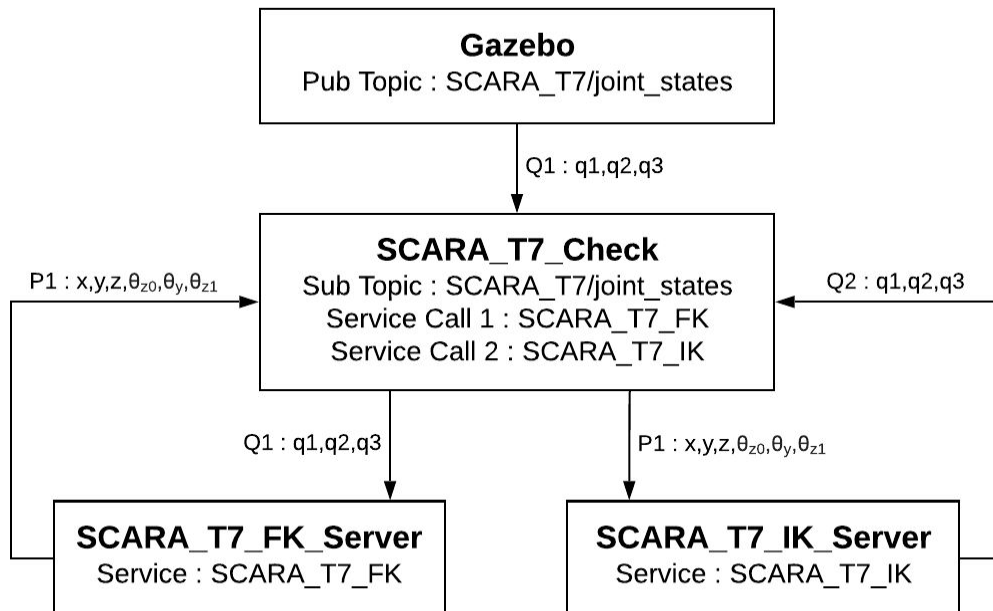 Gazebo
Pub Topic : SCARA_T7/joint_states
Q1 : q1,q2,q3
SCARA_T7_Check
Sub Topic : SCARA_T7/joint_states
Service Call 1 : SCARA_T7_FK
Service Call 2 : SCARA_T7_IK
P1 : x,y,z,θz0,θy,θz1
Q2 : q1,q2,q3
Q1 : q1,q2,q3
P1 : x,y,z,θz0,θy,θz1
SCARA_T7_FK_Server
Service : SCARA_T7_FK
SCARA_T7_IK_Server
Service : SCARA_T7_IK